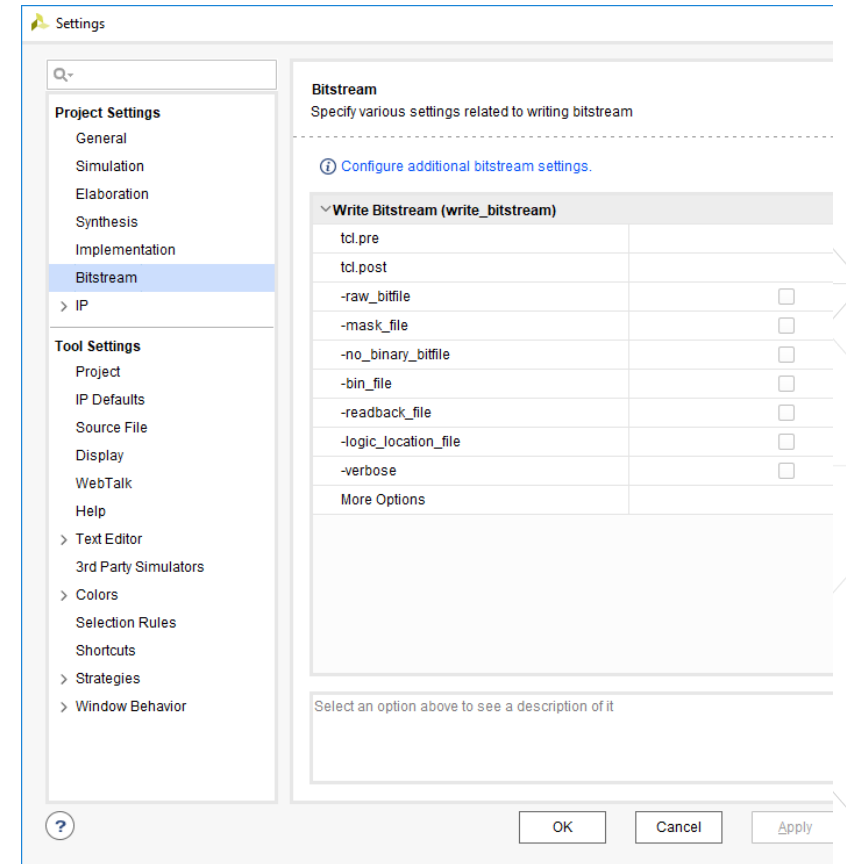 Settings
Project Settings
General
Simulation
Elaboration
Synthesis
Implementation
Bitstream
IP
Tool Settings
Project
IP Defaults
Source File
Display
WebTalk
Help
Text Editor
3rd Party Simulators
Colors
Selection Rules
Shortcuts
Strategies
Window Behavior
Bitstream
Specify various settings related to writing bitstream
Configure additional bitstream settings.
Write Bitstream (write_bitstream)
tcl.pre
tcl.post
-raw_bitfile
-mask_file
-no_binary_bitfile
-bin_file
-readback_file
-logic_location_file
-verbose
More Options
Select an option above to see a description of it
?
OK
Cancel
Apply